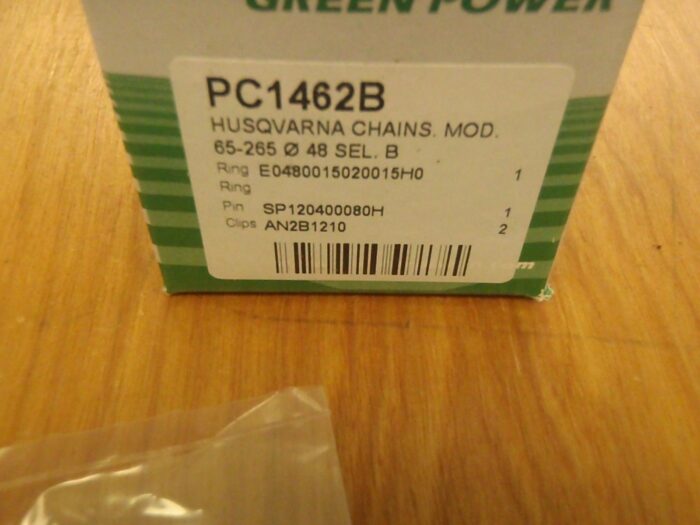 GREEN POWER
PC1462B
HUSQVARNA CHAINS. MOD.
65-265 Ø 48 SEL. B
Ring E0480015020015H0 1
Ring
Pin SP120400080H 1
Clips AN2B1210 2
.com